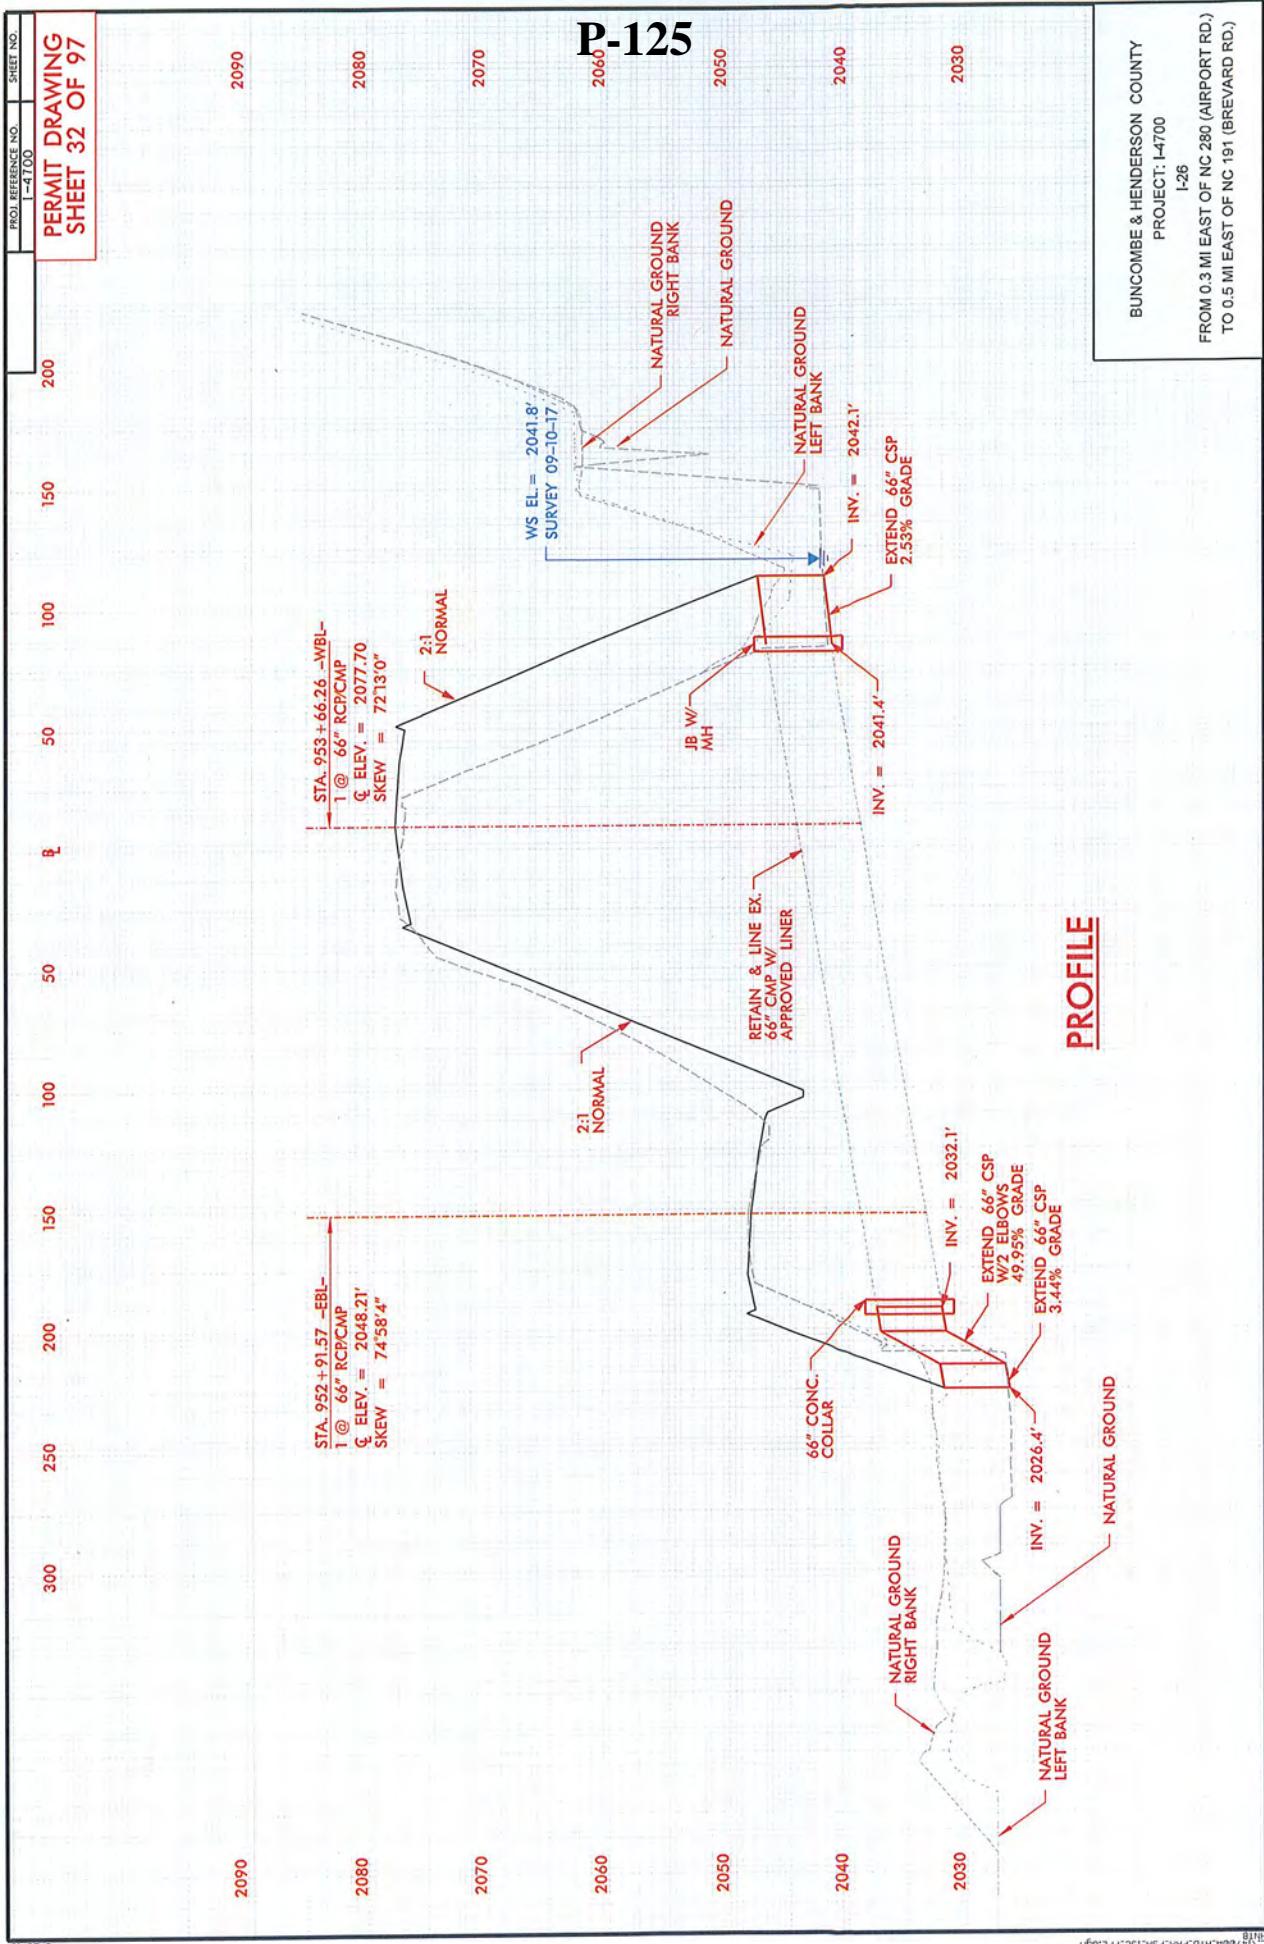 P-125
PROJ. REFERENCE NO.
SHEET NO.
I-4700
PERMIT DRAWING
SHEET 32 OF 97
300
250
200
150
100
50
B
L
50
100
150
200
2090
2090
2080
2080
2070
2070
2060
2060
2050
2050
2040
2040
2030
2030
STA. 952+91.57 -EBL-
1 @ 66" RCP/CMP
℄ ELEV. = 2048.21'
SKEW = 74°58'4"
STA. 953+66.26 -WBL-
1 @ 66" RCP/CMP
℄ ELEV. = 2077.70
SKEW = 72°13'0"
2:1
NORMAL
2:1
NORMAL
WS EL. = 2041.8'
SURVEY 09-10-17
NATURAL GROUND
RIGHT BANK
NATURAL GROUND
NATURAL GROUND
LEFT BANK
JB W/
MH
INV. = 2042.1'
EXTEND 66" CSP
2.53% GRADE
INV. = 2041.4'
RETAIN & LINE EX.
66" CMP W/
APPROVED LINER
66" CONC.
COLLAR
INV. = 2032.1'
EXTEND 66" CSP
W/2 ELBOWS
49.95% GRADE
EXTEND 66" CSP
3.44% GRADE
INV. = 2026.4'
NATURAL GROUND
NATURAL GROUND
RIGHT BANK
NATURAL GROUND
LEFT BANK
PROFILE
BUNCOMBE & HENDERSON COUNTY
PROJECT: I-4700
I-26
FROM 0.3 MI EAST OF NC 280 (AIRPORT RD.)
TO 0.5 MI EAST OF NC 191 (BREVARD RD.)